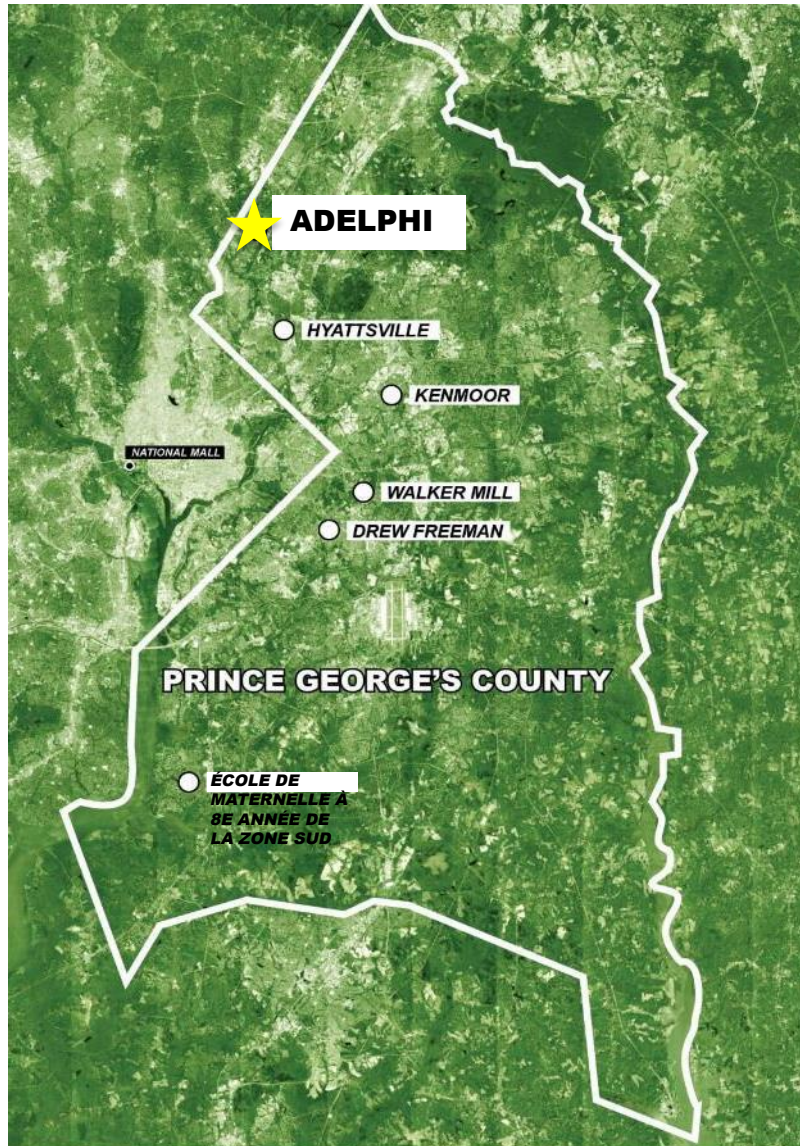 ADELPHI
HYATTSVILLE
KENMOOR
NATIONAL MALL
WALKER MILL
DREW FREEMAN
PRINCE GEORGE'S COUNTY
ÉCOLE DE
MATERNELLE À
8E ANNÉE DE
LA ZONE SUD